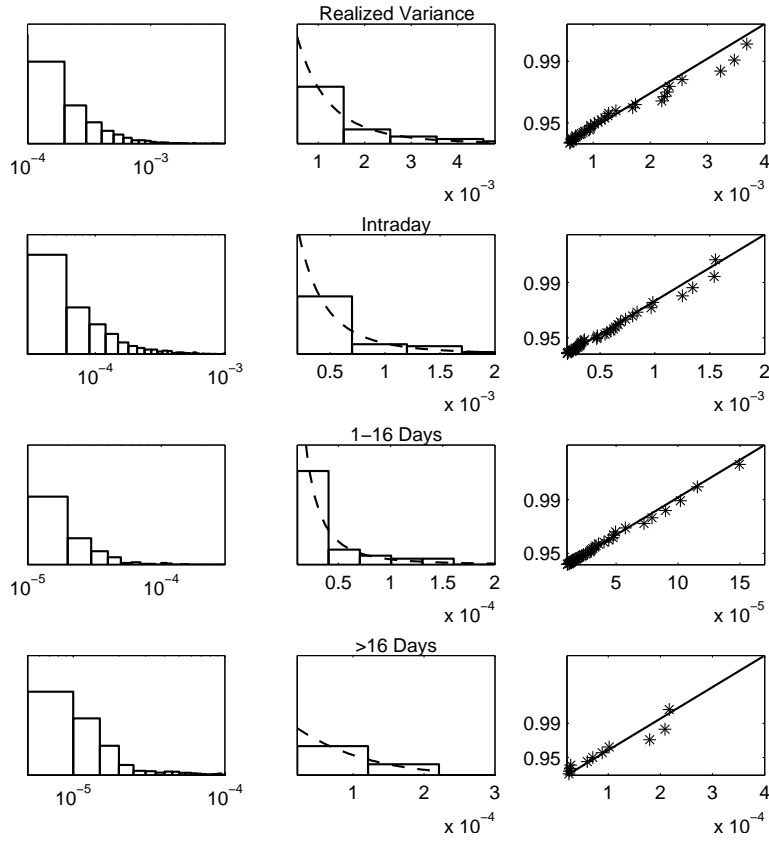 Realized Variance
0.99
0.95
10^-4 10^-3
1 2 3 4
1 2 3 4
x 10^-3
x 10^-3
Intraday
0.99
0.95
10^-4 10^-3
0.5 1 1.5 2
0.5 1 1.5 2
x 10^-3
x 10^-3
1−16 Days
0.99
0.95
10^-5 10^-4
0.5 1 1.5 2
5 10 15
x 10^-4
x 10^-5
>16 Days
0.99
0.95
10^-5 10^-4
0 1 2 3
0 1 2 3 4
x 10^-4
x 10^-4